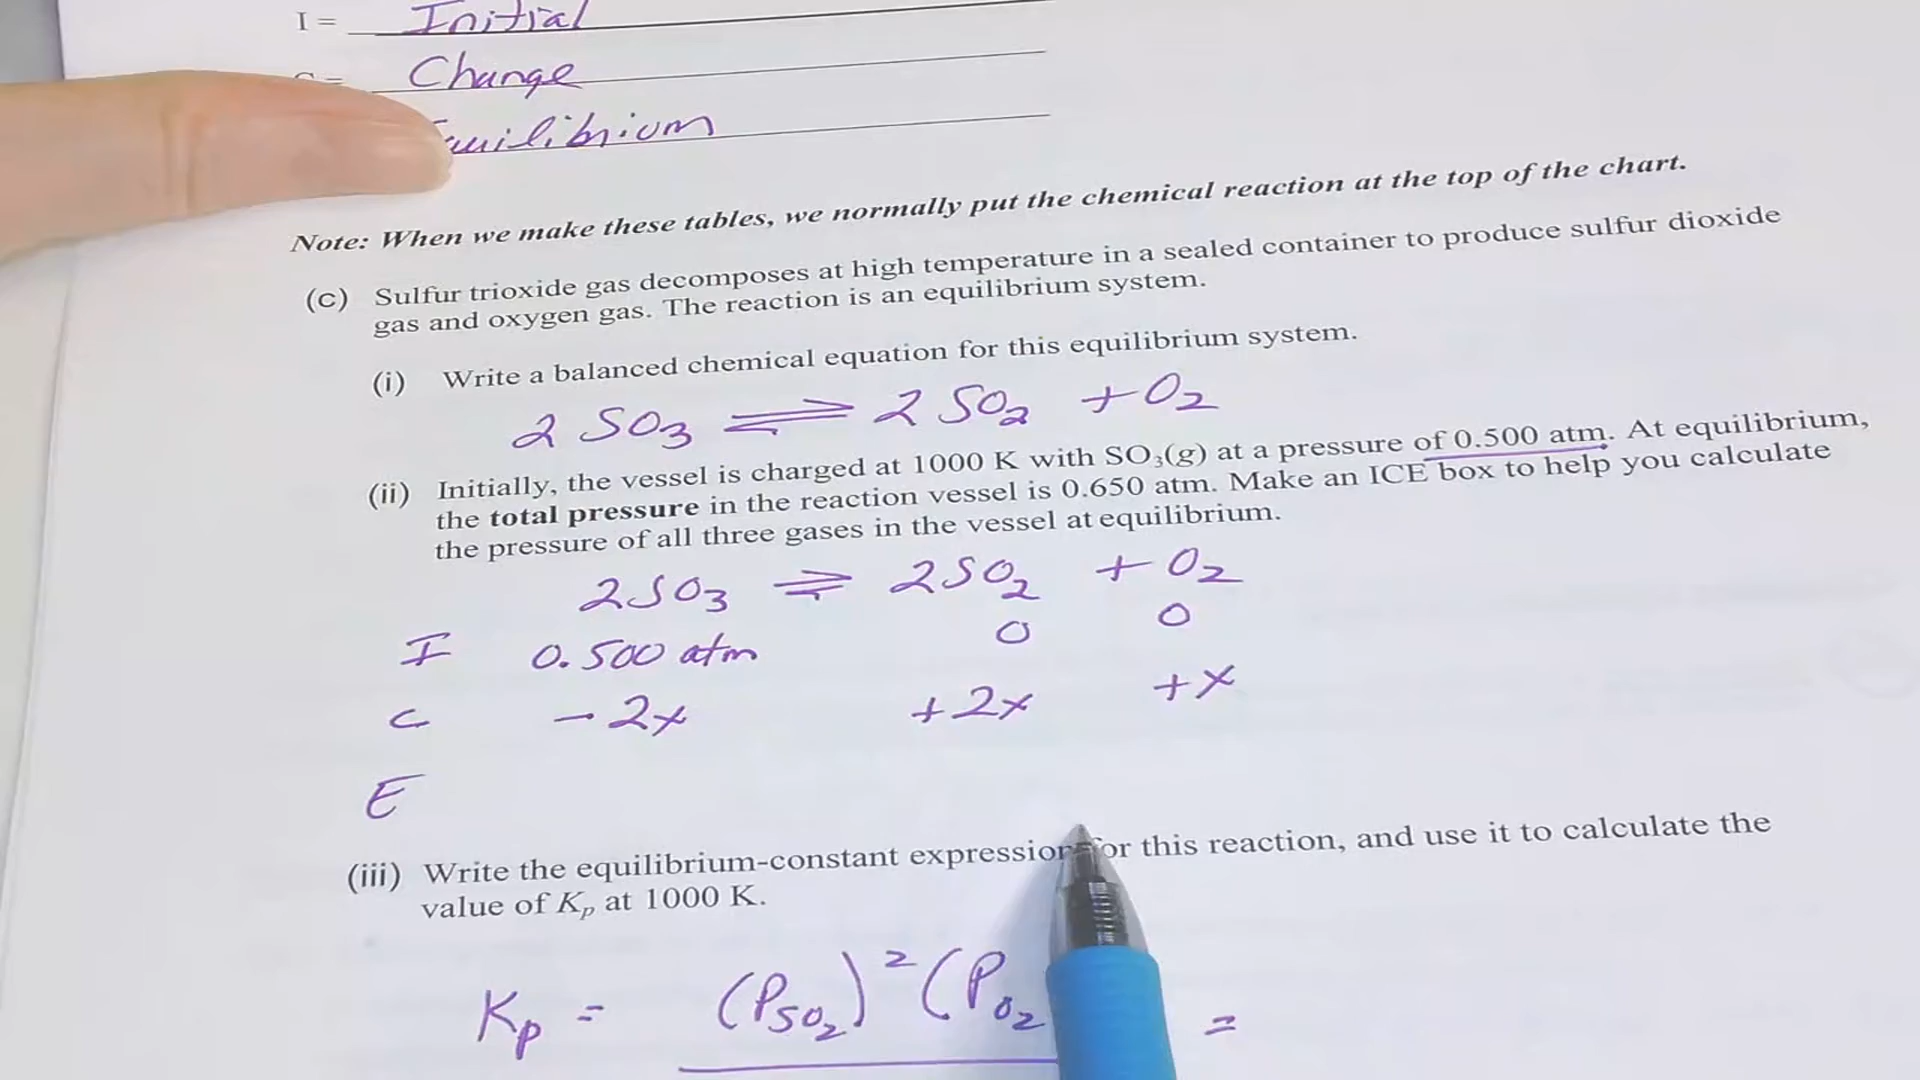 I = Initial
Change
Equilibrium
Note: When we make these tables, we normally put the chemical reaction at the top of the chart.
(c) Sulfur trioxide gas decomposes at high temperature in a sealed container to produce sulfur dioxide
gas and oxygen gas. The reaction is an equilibrium system.
(i) Write a balanced chemical equation for this equilibrium system.
2 SO₃ ⇌ 2 SO₂ + O₂
(ii) Initially, the vessel is charged at 1000 K with SO₃(g) at a pressure of 0.500 atm. At equilibrium,
the total pressure in the reaction vessel is 0.650 atm. Make an ICE box to help you calculate
the pressure of all three gases in the vessel at equilibrium.
2SO₃ ⇌ 2SO₂ + O₂
I 0.500 atm 0 0
C - 2x + 2x + x
E
(iii) Write the equilibrium-constant expression for this reaction, and use it to calculate the
value of Kₚ at 1000 K.
Kp = (P_SO₂)² (P_O₂ =